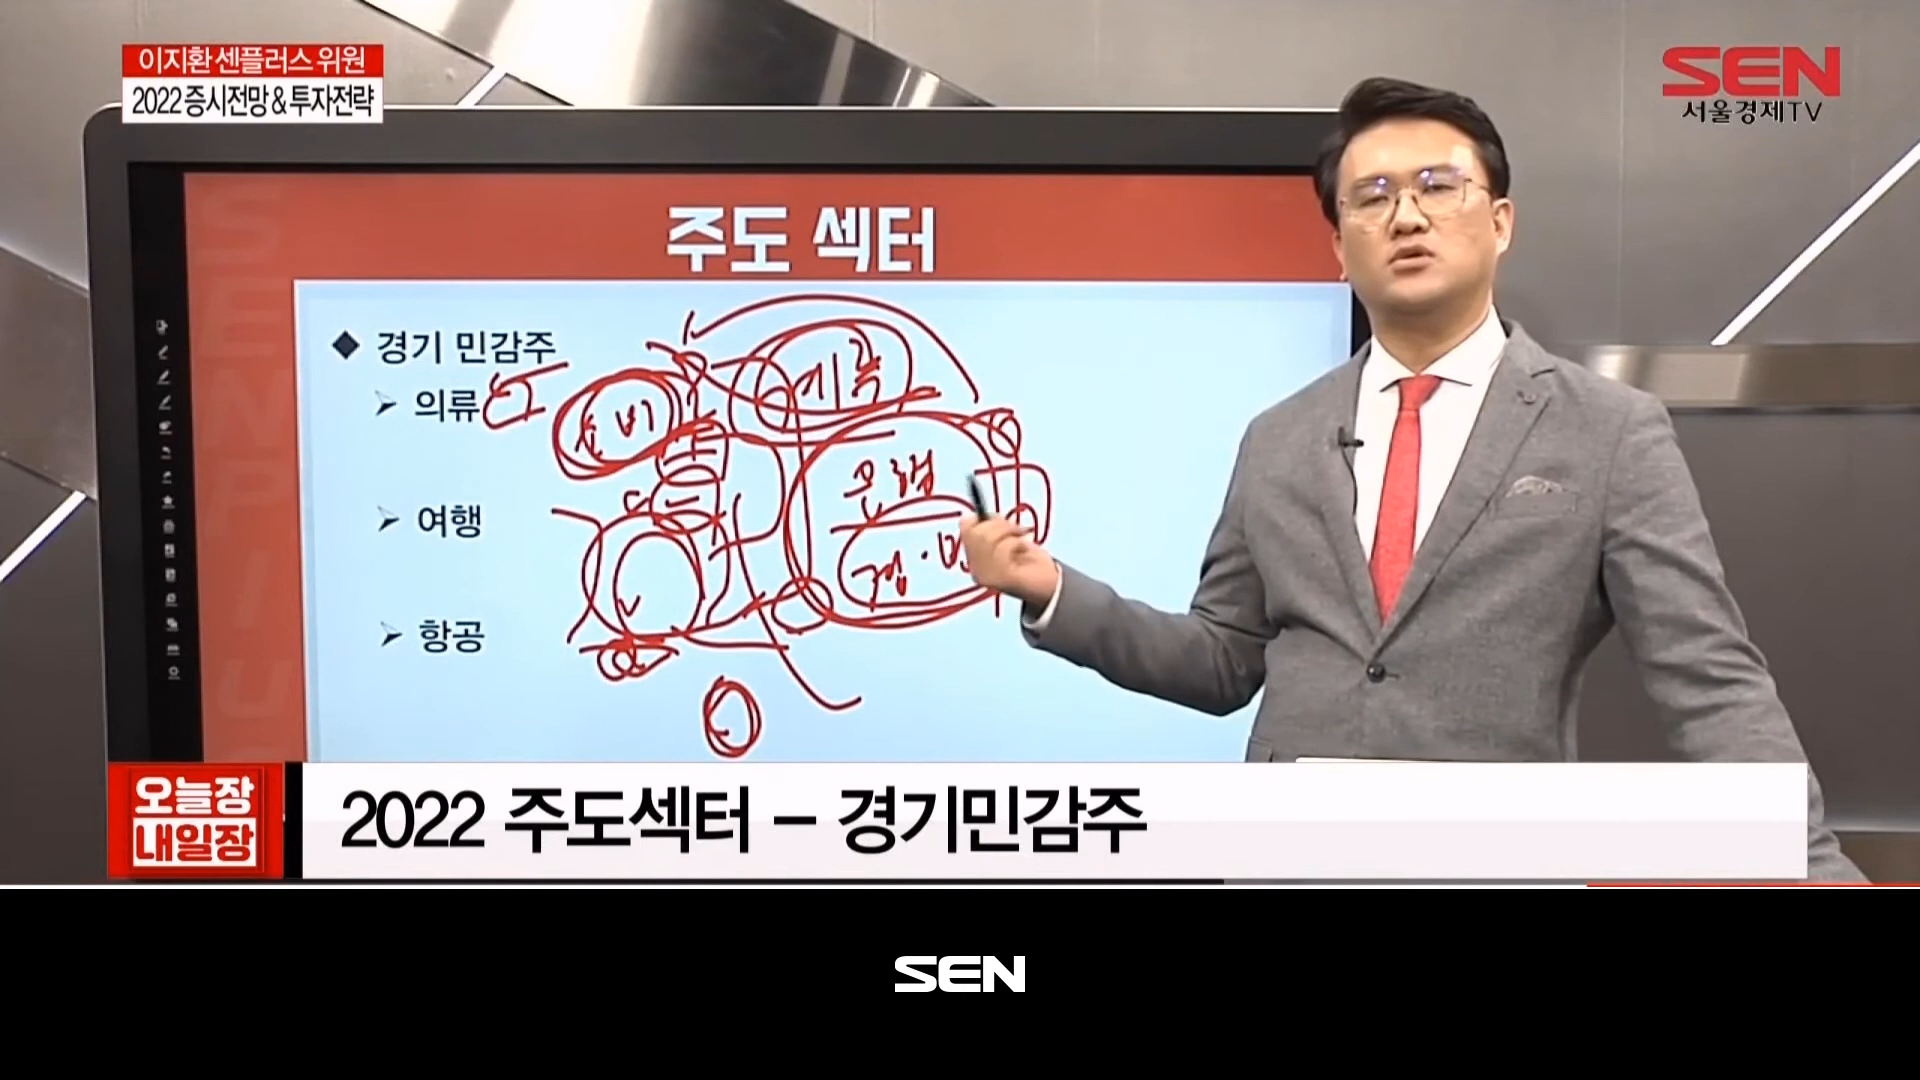 이지환 센플러스 위원
2022 증시전망 & 투자전략
SEN
서울경제TV
주도 섹터
◆ 경기 민감주
➢ 의류
➢ 여행
➢ 항공
오늘장
내일장
2022 주도섹터 – 경기민감주
SEN